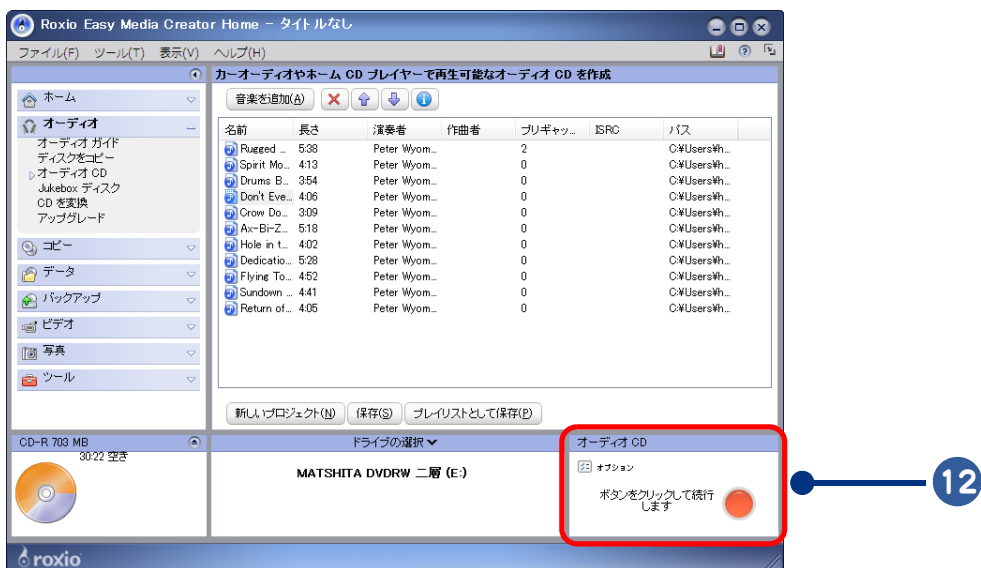 Roxio Easy Media Creator Home - タイトルなし
ファイル(F) ツール(T) 表示(V) ヘルプ(H)
カーオーディオやホーム CD プレイヤーで再生可能なオーディオ CD を作成
ホーム
オーディオ
オーディオ ガイド
ディスクをコピー
オーディオ CD
Jukebox ディスク
CD を変換
アップグレード
コピー
データ
バックアップ
ビデオ
写真
ツール
音楽を追加(A)
名前 長さ 演奏者 作曲者 プリギャッ... ISRC パス
Rugged ... 5:38 Peter Wyom... 2 C:¥Users¥h...
Spirit Mo... 4:13 Peter Wyom... 0 C:¥Users¥h...
Drums B... 3:54 Peter Wyom... 0 C:¥Users¥h...
Don't Eve... 4:06 Peter Wyom... 0 C:¥Users¥h...
Crow Do... 3:09 Peter Wyom... 0 C:¥Users¥h...
Ax-Bi-Z... 5:18 Peter Wyom... 0 C:¥Users¥h...
Hole in t... 4:02 Peter Wyom... 0 C:¥Users¥h...
Dedicatio... 5:28 Peter Wyom... 0 C:¥Users¥h...
Flying To... 4:52 Peter Wyom... 0 C:¥Users¥h...
Sundown ... 4:41 Peter Wyom... 0 C:¥Users¥h...
Return of... 4:05 Peter Wyom... 0 C:¥Users¥h...
新しいプロジェクト(N) 保存(S) プレイリストとして保存(P)
CD-R 703 MB
30:22 空き
ドライブの選択
MATSHITA DVDRW 二層 (E:)
オーディオ CD
オプション
ボタンをクリックして続行
します
12
roxio